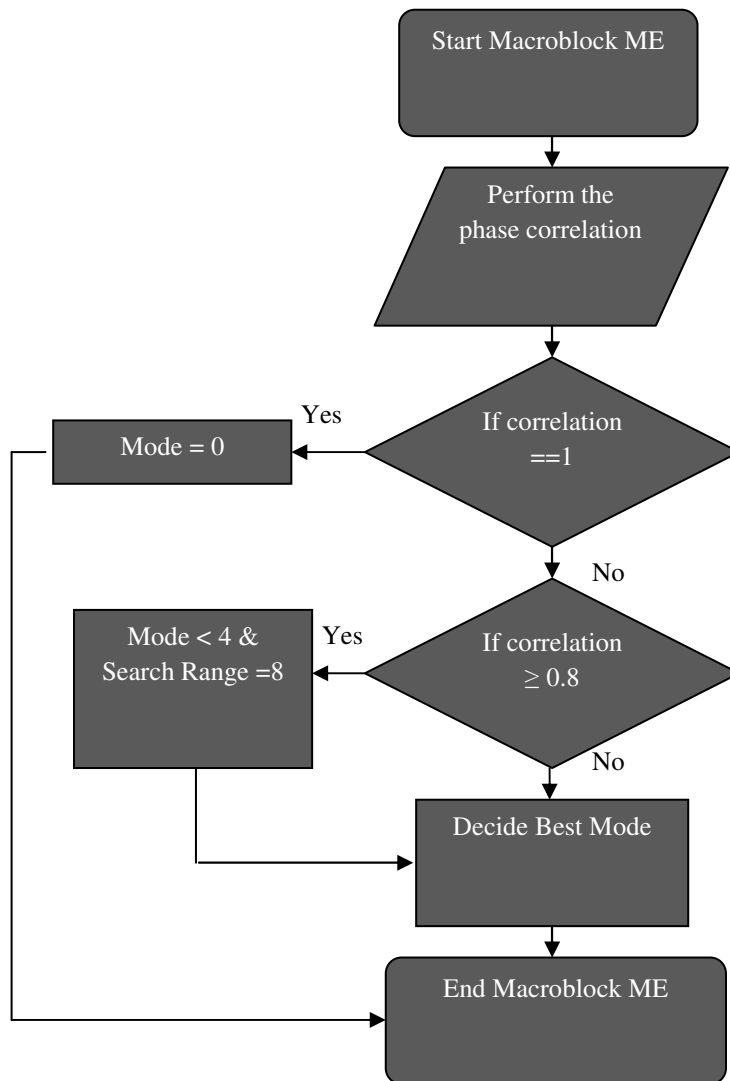 Start Macroblock ME
Perform the
phase correlation
If correlation
==1
Yes
Mode = 0
No
If correlation
≥ 0.8
Yes
Mode < 4 &
Search Range =8
No
Decide Best Mode
End Macroblock ME